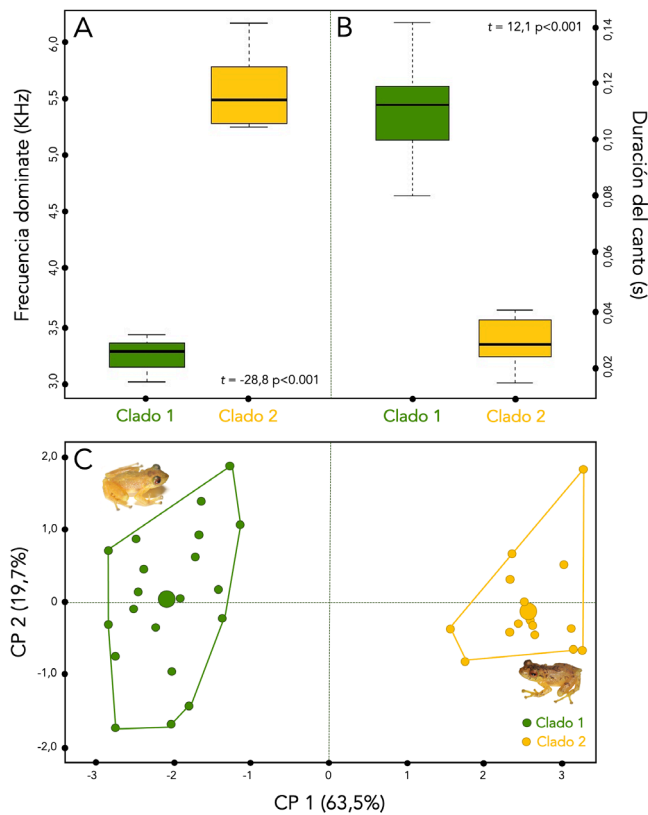 A
B
t = 12,1 p<0.001
6,0
5,5
5,0
4,5
4,0
3,5
3,0
Frecuencia dominate (KHz)
0,14
0,12
0,10
0,08
0,06
0,04
0,02
Duración del canto (s)
t = -28,8 p<0.001
Clado 1
Clado 2
Clado 1
Clado 2
C
2,0
1,0
0
-1,0
-2,0
CP 2 (19,7%)
Clado 1
Clado 2
-3
-2
-1
0
1
2
3
CP 1 (63,5%)